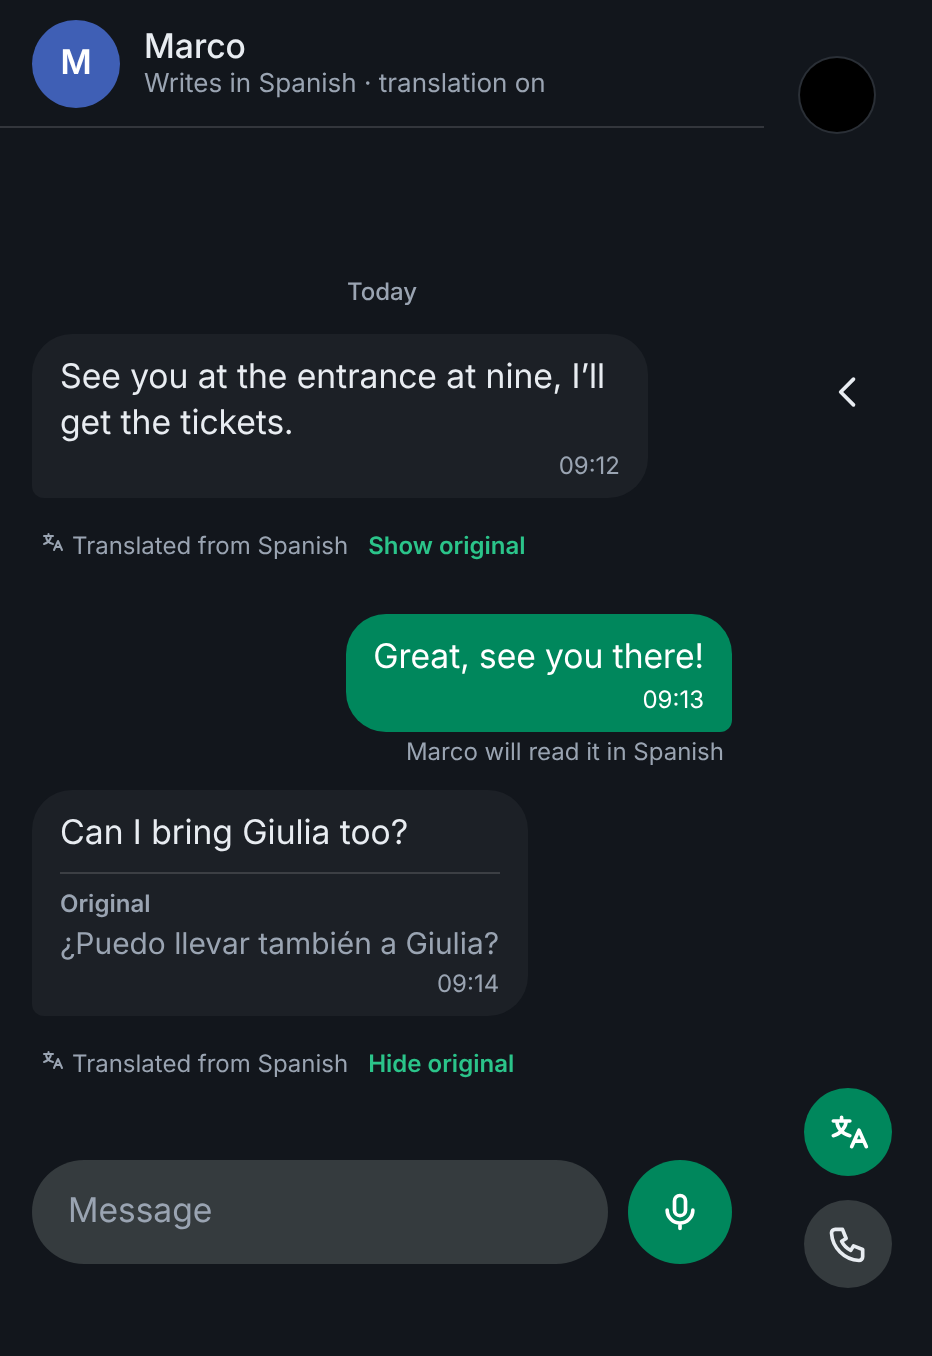 M
Marco
Writes in Spanish · translation on
Today
See you at the entrance at nine, I’ll
get the tickets.
09:12
Translated from Spanish Show original
Great, see you there!
09:13
Marco will read it in Spanish
Can I bring Giulia too?
Original
¿Puedo llevar también a Giulia?
09:14
Translated from Spanish Hide original
Message